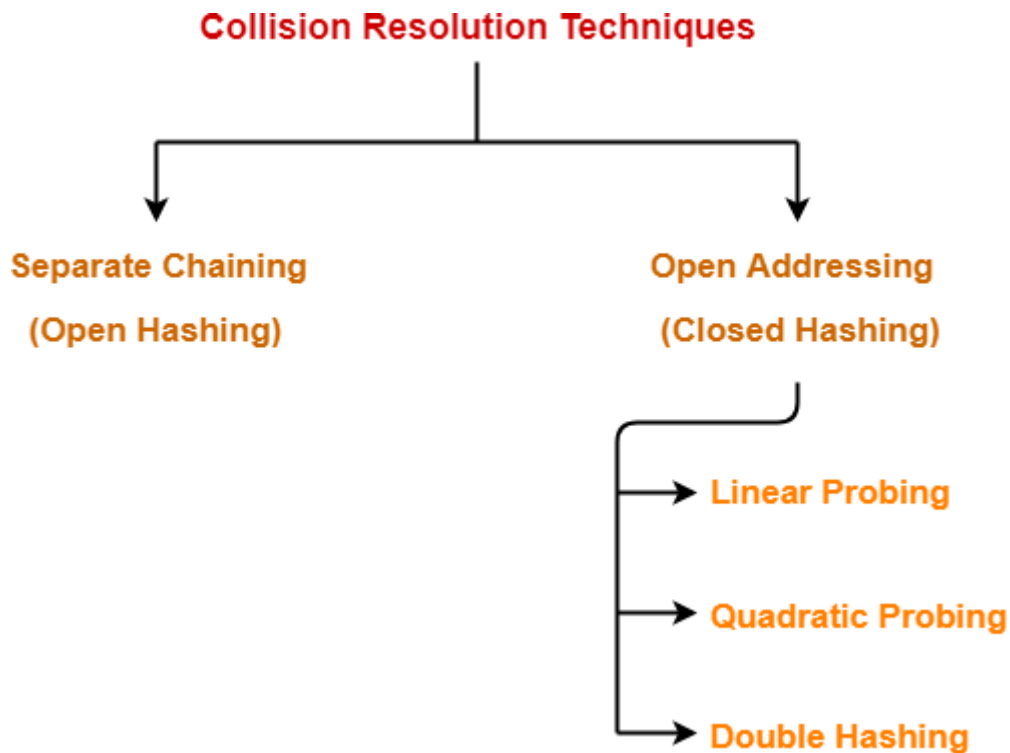 Collision Resolution Techniques
Separate Chaining
(Open Hashing)
Open Addressing
(Closed Hashing)
Linear Probing
Quadratic Probing
Double Hashing